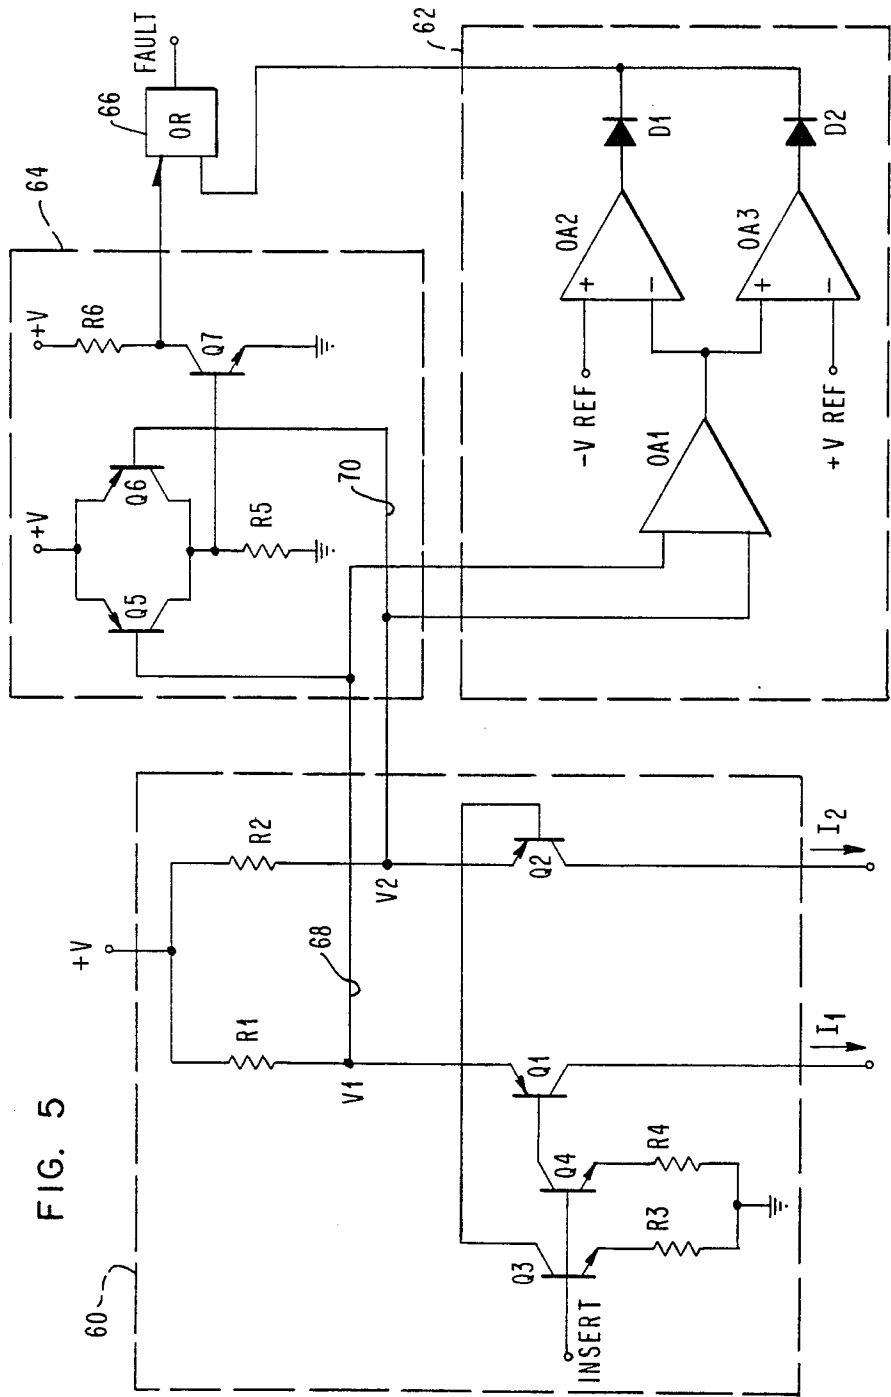 FIG. 5
60
+V
R1
R2
V1
V2
68
Q1
Q2
Q3
Q4
R3
R4
INSERT
I1
I2
64
+V
+V
Q5
Q6
R5
R6
Q7
70
66
OR
FAULT
62
OA1
-V REF
+V REF
OA2
+
-
OA3
+
-
D1
D2